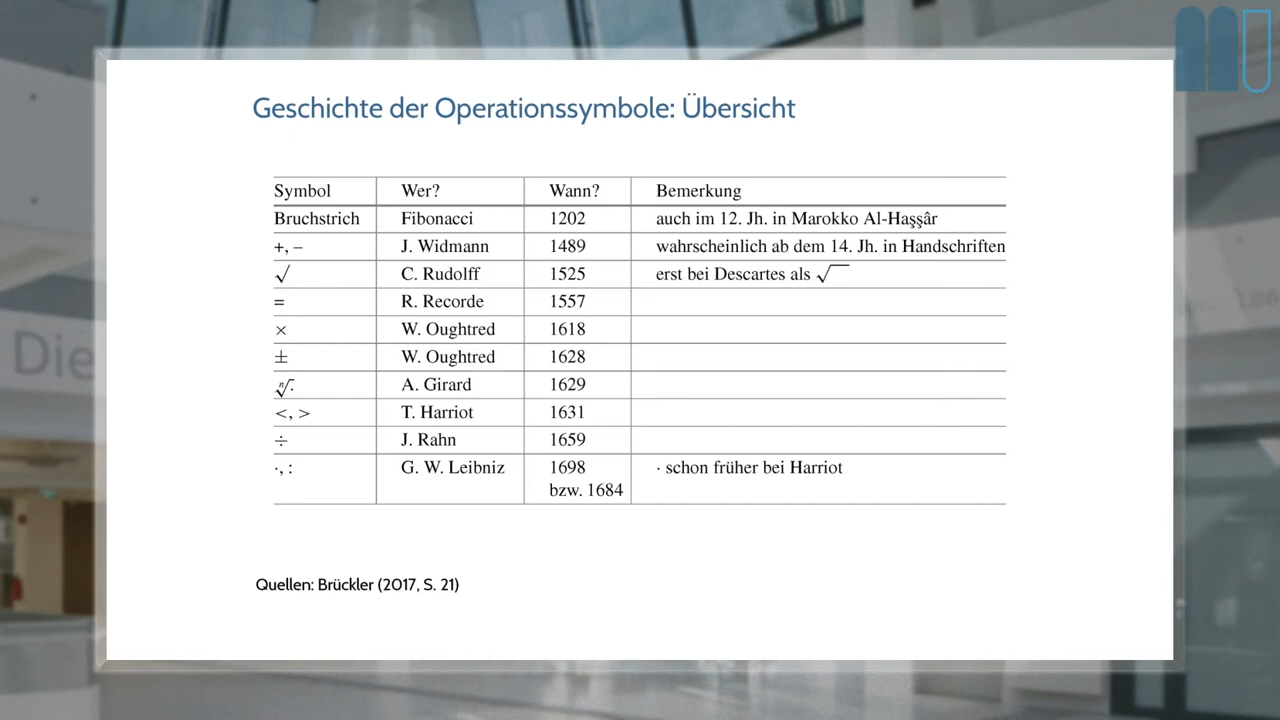 Geschichte der Operationssymbole: Übersicht
Symbol Wer? Wann? Bemerkung
Bruchstrich Fibonacci 1202 auch im 12. Jh. in Marokko Al-Haşşâr
+, – J. Widmann 1489 wahrscheinlich ab dem 14. Jh. in Handschriften
√ C. Rudolff 1525 erst bei Descartes als √‾
= R. Recorde 1557
× W. Oughtred 1618
± W. Oughtred 1628
ⁿ√. A. Girard 1629
<, > T. Harriot 1631
÷ J. Rahn 1659
·, : G. W. Leibniz 1698 · schon früher bei Harriot
bzw. 1684
Quellen: Brückler (2017, S. 21)
Die